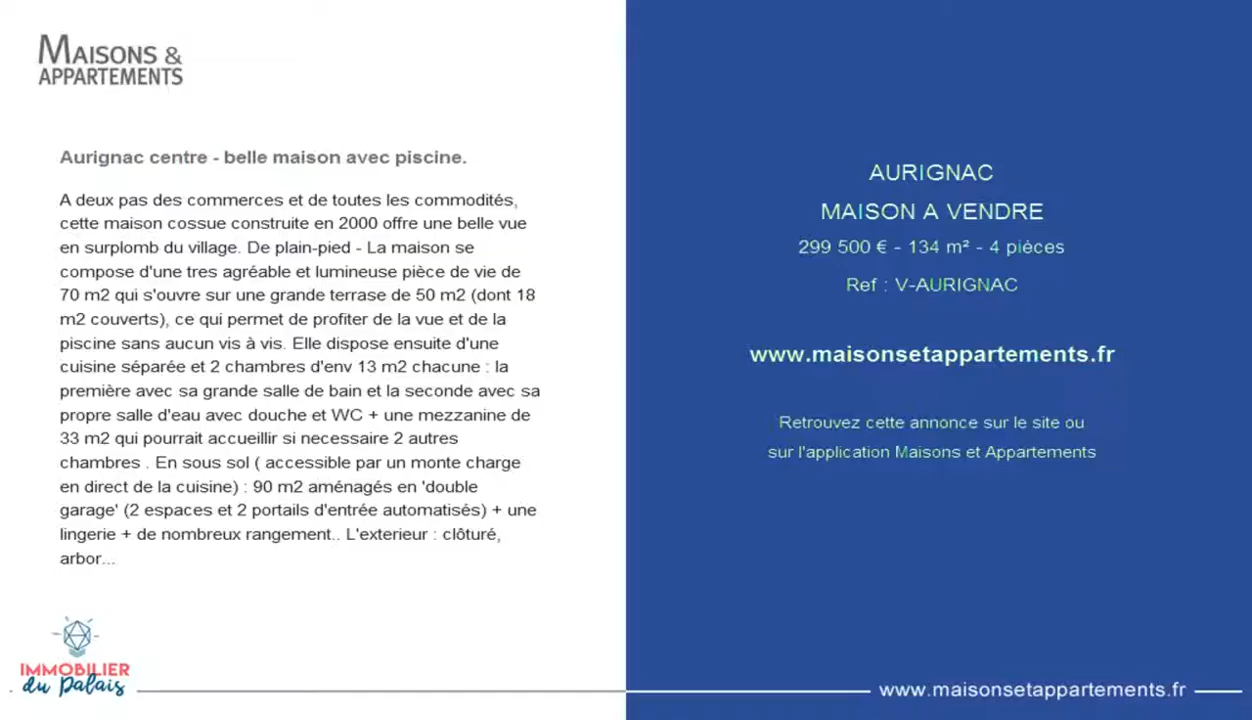 MAISONS &
APPARTEMENTS
Aurignac centre - belle maison avec piscine.
A deux pas des commerces et de toutes les commodités,
cette maison cossue construite en 2000 offre une belle vue
en surplomb du village. De plain-pied - La maison se
compose d'une tres agréable et lumineuse pièce de vie de
70 m2 qui s'ouvre sur une grande terrase de 50 m2 (dont 18
m2 couverts), ce qui permet de profiter de la vue et de la
piscine sans aucun vis à vis. Elle dispose ensuite d'une
cuisine séparée et 2 chambres d'env 13 m2 chacune : la
première avec sa grande salle de bain et la seconde avec sa
propre salle d'eau avec douche et WC + une mezzanine de
33 m2 qui pourrait accueillir si necessaire 2 autres
chambres . En sous sol ( accessible par un monte charge
en direct de la cuisine) : 90 m2 aménagés en 'double
garage' (2 espaces et 2 portails d'entrée automatisés) + une
lingerie + de nombreux rangement.. L'exterieur : clôturé,
arbor...
IMMOBILIER
du Palais
AURIGNAC
MAISON A VENDRE
299 500 € - 134 m² - 4 pièces
Ref : V-AURIGNAC
www.maisonsetappartements.fr
Retrouvez cette annonce sur le site ou
sur l'application Maisons et Appartements
www.maisonsetappartements.fr